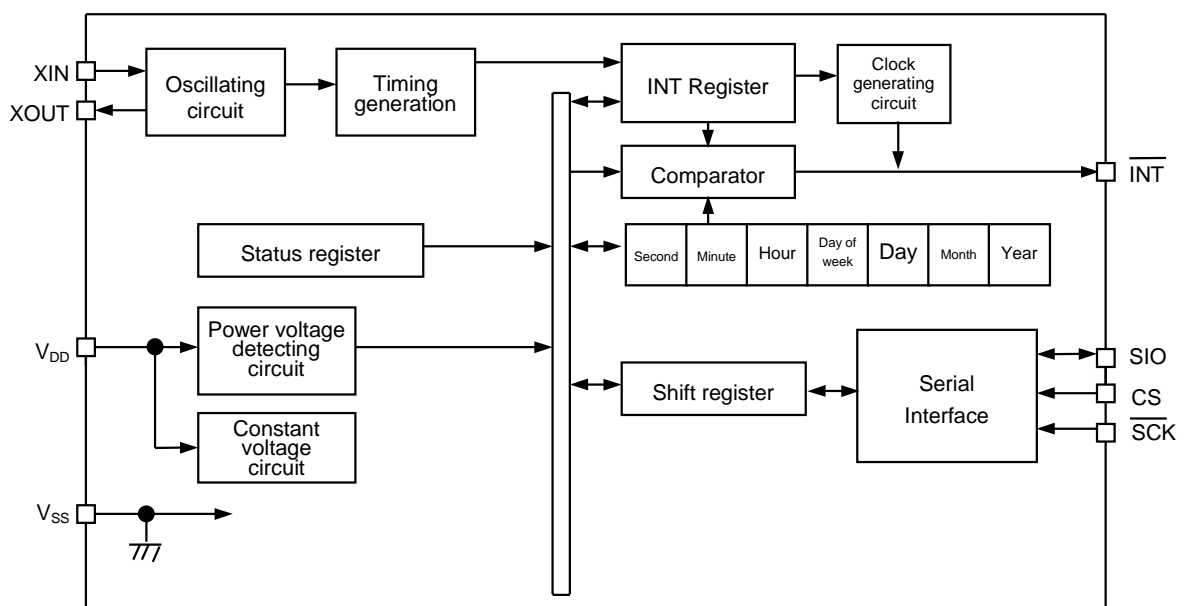 XIN
XOUT
Oscillating
circuit
Timing
generation
INT Register
Clock
generating
circuit
Comparator
INT
Status register
Second
Minute
Hour
Day of
week
Day
Month
Year
VDD
Power voltage
detecting
circuit
Shift register
Serial
Interface
SIO
CS
SCK
Constant
voltage
circuit
VSS